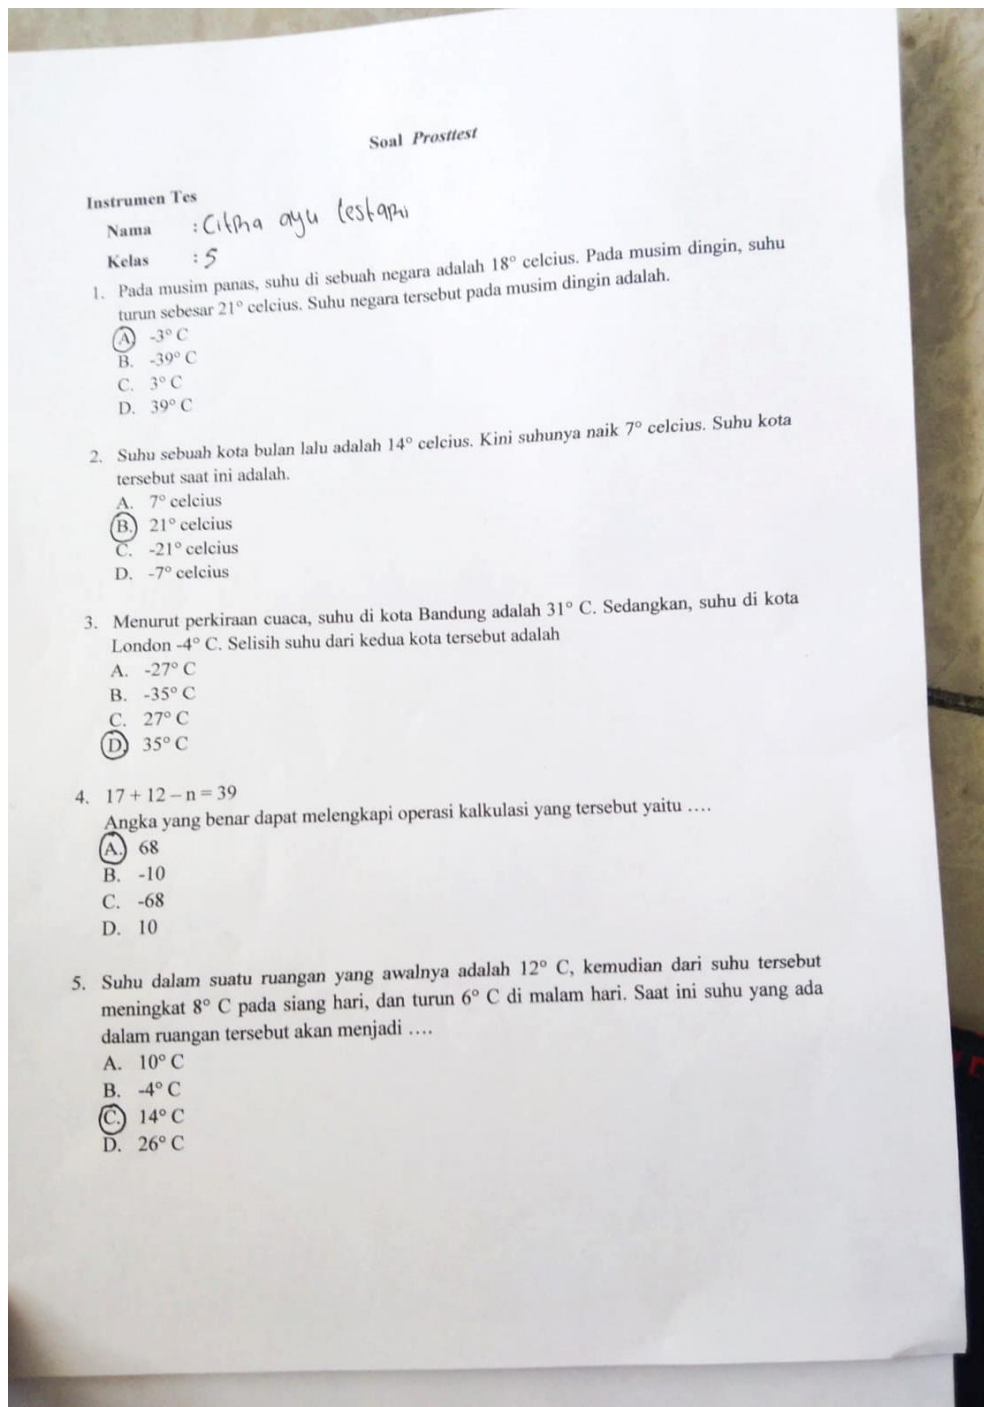 Soal Prosttest
Instrumen Tes
Nama : Citra ayu lestari
Kelas : 5
1. Pada musim panas, suhu di sebuah negara adalah 18° celcius. Pada musim dingin, suhu
turun sebesar 21° celcius. Suhu negara tersebut pada musim dingin adalah.
A. -3° C
B. -39° C
C. 3° C
D. 39° C
2. Suhu sebuah kota bulan lalu adalah 14° celcius. Kini suhunya naik 7° celcius. Suhu kota
tersebut saat ini adalah.
A. 7° celcius
B. 21° celcius
C. -21° celcius
D. -7° celcius
3. Menurut perkiraan cuaca, suhu di kota Bandung adalah 31° C. Sedangkan, suhu di kota
London -4° C. Selisih suhu dari kedua kota tersebut adalah
A. -27° C
B. -35° C
C. 27° C
D. 35° C
4. 17 + 12 – n = 39
Angka yang benar dapat melengkapi operasi kalkulasi yang tersebut yaitu ….
A. 68
B. -10
C. -68
D. 10
5. Suhu dalam suatu ruangan yang awalnya adalah 12° C, kemudian dari suhu tersebut
meningkat 8° C pada siang hari, dan turun 6° C di malam hari. Saat ini suhu yang ada
dalam ruangan tersebut akan menjadi ….
A. 10° C
B. -4° C
C. 14° C
D. 26° C